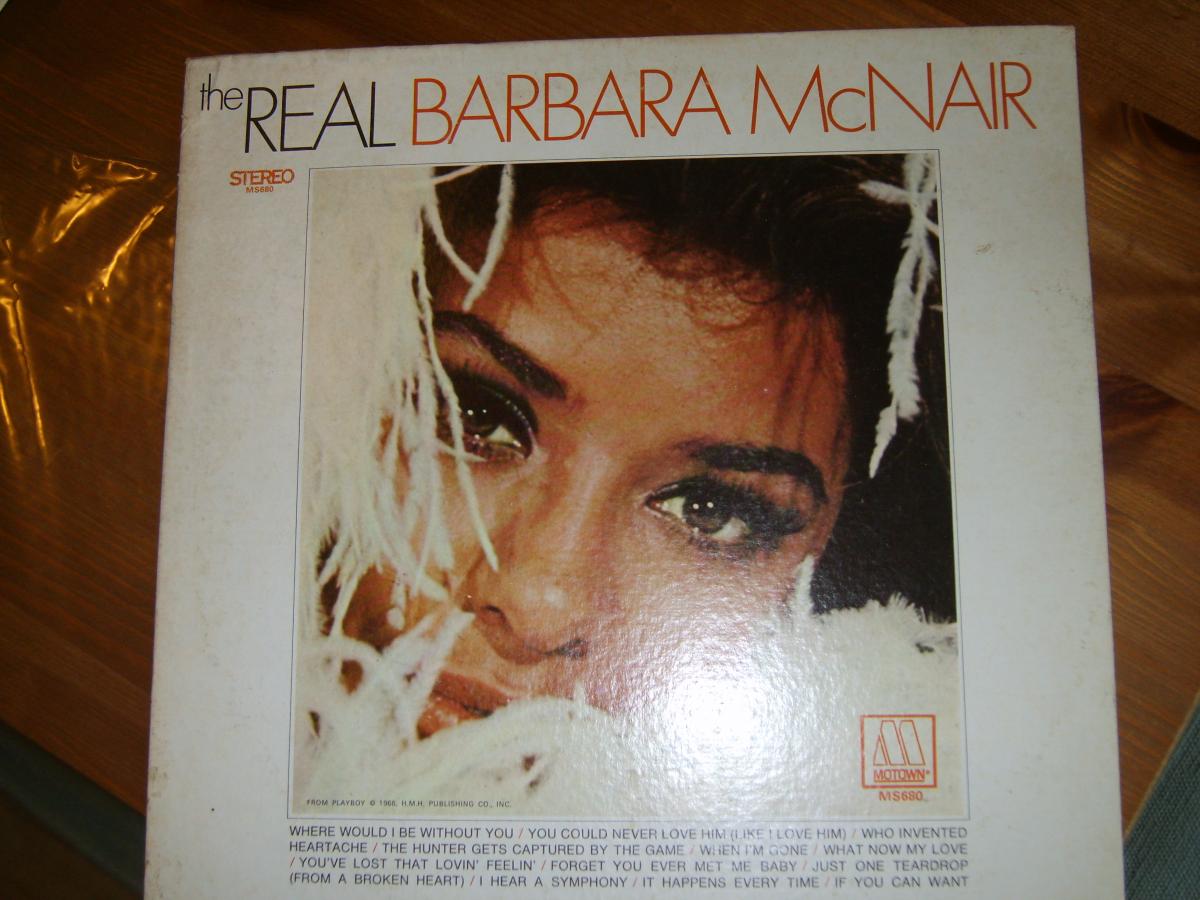 the REAL BARBARA McNAIR
STEREO
MS680
FROM PLAYBOY © 1968, H.M.H. PUBLISHING CO., INC.
MOTOWN®
MS680
WHERE WOULD I BE WITHOUT YOU / YOU COULD NEVER LOVE HIM (LIKE I LOVE HIM) / WHO INVENTED
HEARTACHE / THE HUNTER GETS CAPTURED BY THE GAME / WHEN I'M GONE / WHAT NOW MY LOVE
/ YOU'VE LOST THAT LOVIN' FEELIN' / FORGET YOU EVER MET ME BABY / JUST ONE TEARDROP
(FROM A BROKEN HEART) / I HEAR A SYMPHONY / IT HAPPENS EVERY TIME / IF YOU CAN WANT